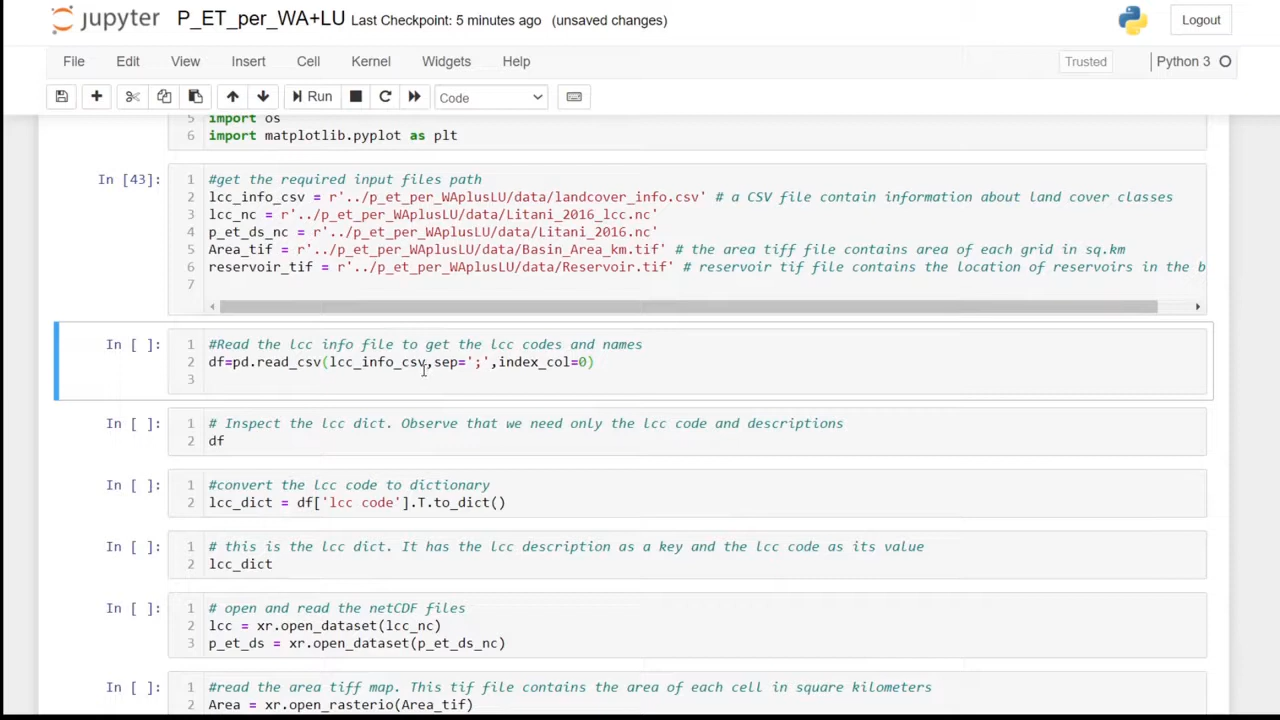 jupyter P_ET_per_WA+LU Last Checkpoint: 5 minutes ago (unsaved changes) Logout
File Edit View Insert Cell Kernel Widgets Help Trusted Python 3
Run Code
5 import os
6 import matplotlib.pyplot as plt
In [43]: 1 #get the required input files path
2 lcc_info_csv = r'../p_et_per_WAplusLU/data/landcover_info.csv' # a CSV file contain information about land cover classes
3 lcc_nc = r'../p_et_per_WAplusLU/data/Litani_2016_lcc.nc'
4 p_et_ds_nc = r'../p_et_per_WAplusLU/data/Litani_2016.nc'
5 Area_tif = r'../p_et_per_WAplusLU/data/Basin_Area_km.tif' # the area tiff file contains area of each grid in sq.km
6 reservoir_tif = r'../p_et_per_WAplusLU/data/Reservoir.tif' # reservoir tif file contains the location of reservoirs in the b
7
In [ ]: 1 #Read the lcc info file to get the lcc codes and names
2 df=pd.read_csv(lcc_info_csv,sep=';',index_col=0)
3
In [ ]: 1 # Inspect the lcc dict. Observe that we need only the lcc code and descriptions
2 df
In [ ]: 1 #convert the lcc code to dictionary
2 lcc_dict = df['lcc code'].T.to_dict()
In [ ]: 1 # this is the lcc dict. It has the lcc description as a key and the lcc code as its value
2 lcc_dict
In [ ]: 1 # open and read the netCDF files
2 lcc = xr.open_dataset(lcc_nc)
3 p_et_ds = xr.open_dataset(p_et_ds_nc)
In [ ]: 1 #read the area tiff map. This tif file contains the area of each cell in square kilometers
2 Area = xr.open_rasterio(Area_tif)